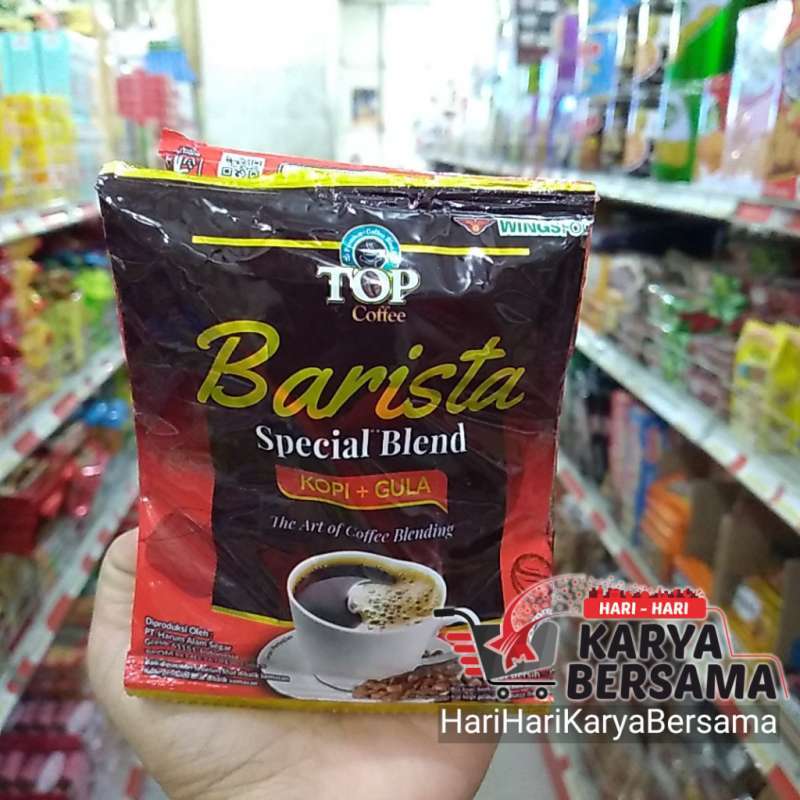 WINGSFO
TOP
Coffee
Barista
Special Blend
KOPI + GULA
The Art of Coffee Blending
Diproduksi Oleh :
PT. Harum Alam Segar
HARI - HARI
KARYA
BERSAMA
HariHariKaryaBersama